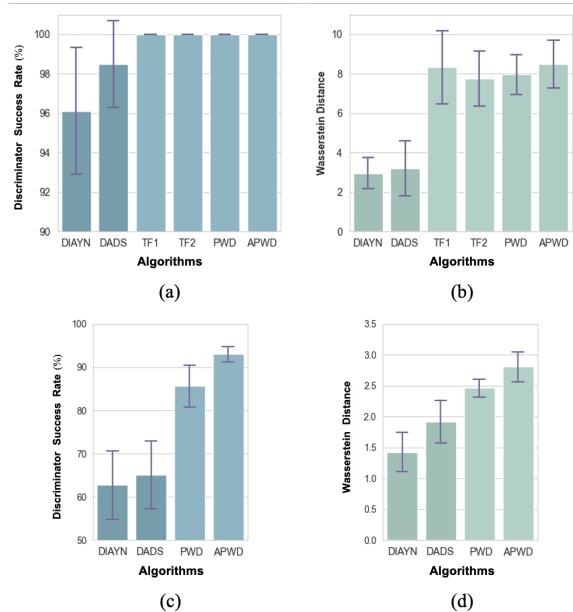 Discriminator Success Rate (%)
100
98
96
94
92
90
DIAYN DADS TF1 TF2 PWD APWD
Algorithms
(a)
Wasserstein Distance
10
8
6
4
2
0
DIAYN DADS TF1 TF2 PWD APWD
Algorithms
(b)
Discriminator Success Rate (%)
100
90
80
70
60
50
DIAYN DADS PWD APWD
Algorithms
(c)
Wasserstein Distance
3.5
3.0
2.5
2.0
1.5
1.0
0.5
0.0
DIAYN DADS PWD APWD
Algorithms
(d)